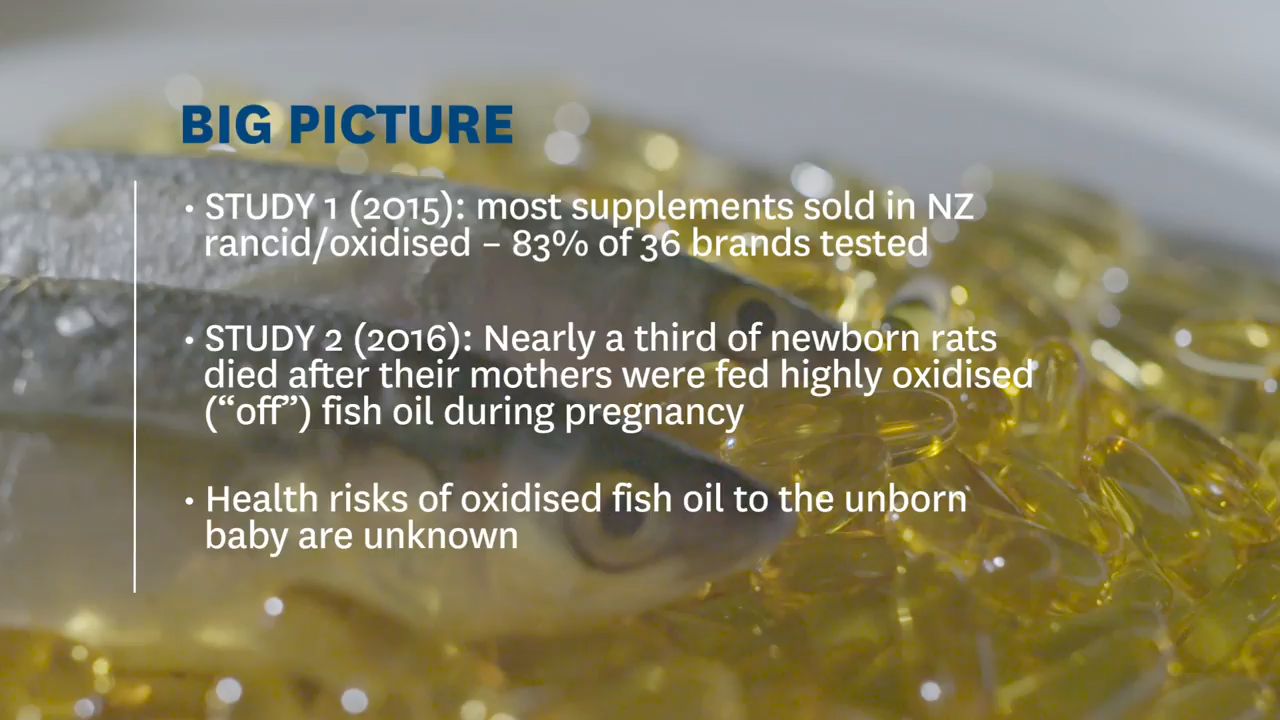 BIG PICTURE
• STUDY 1 (2015): most supplements sold in NZ
rancid/oxidised – 83% of 36 brands tested
• STUDY 2 (2016): Nearly a third of newborn rats
died after their mothers were fed highly oxidised
(“off”) fish oil during pregnancy
• Health risks of oxidised fish oil to the unborn
baby are unknown